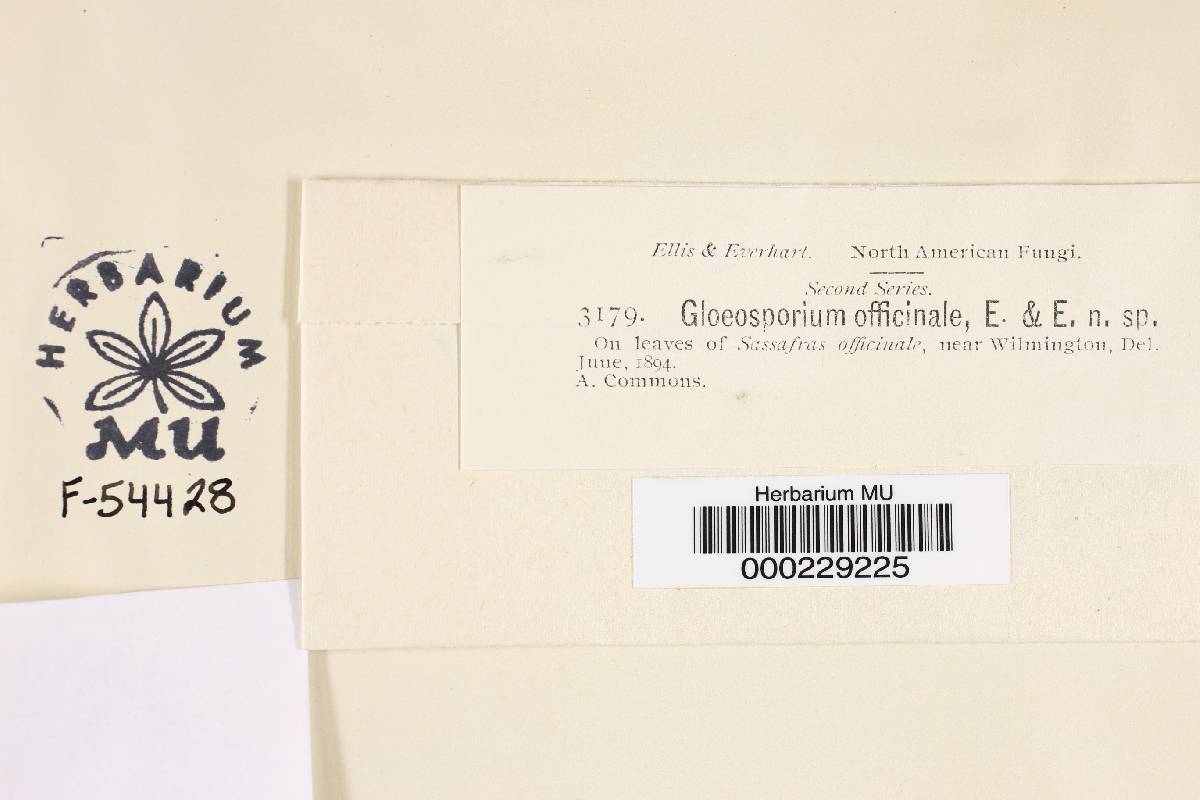 HERBARIUM
MU
F-54428
Ellis & Everhart. North American Fungi.
Second Series.
3179. Gloeosporium officinale, E. & E. n. sp.
On leaves of Sassafras officinale, near Wilmington, Del.
June, 1894.
A. Commons.
Herbarium MU
000229225